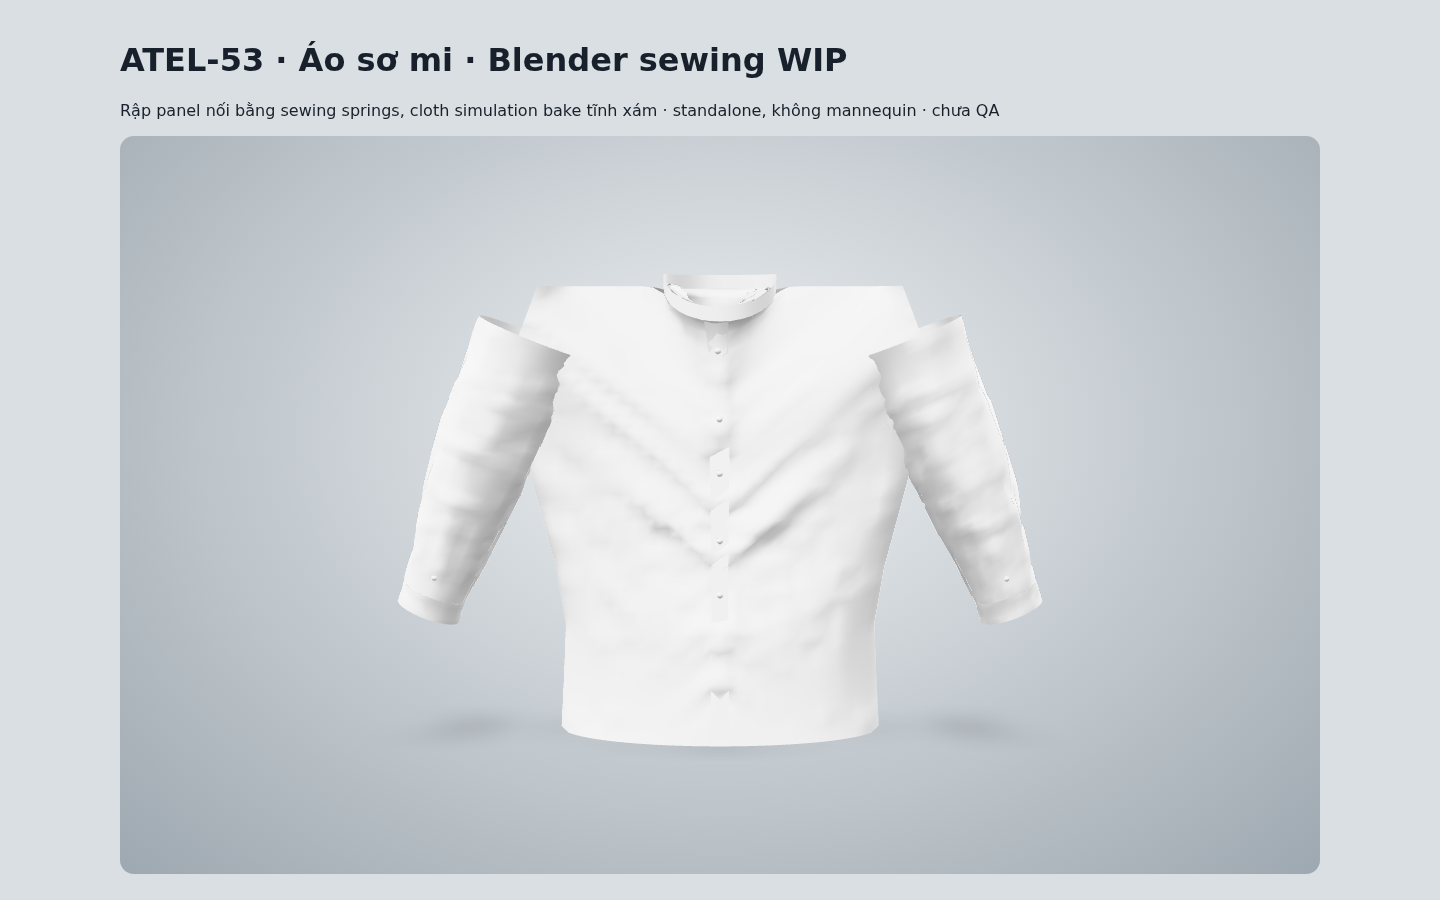 ATEL-53 · Áo sơ mi · Blender sewing WIP
Rập panel nối bằng sewing springs, cloth simulation bake tĩn xám · standalone, không mannequin · chưa QA